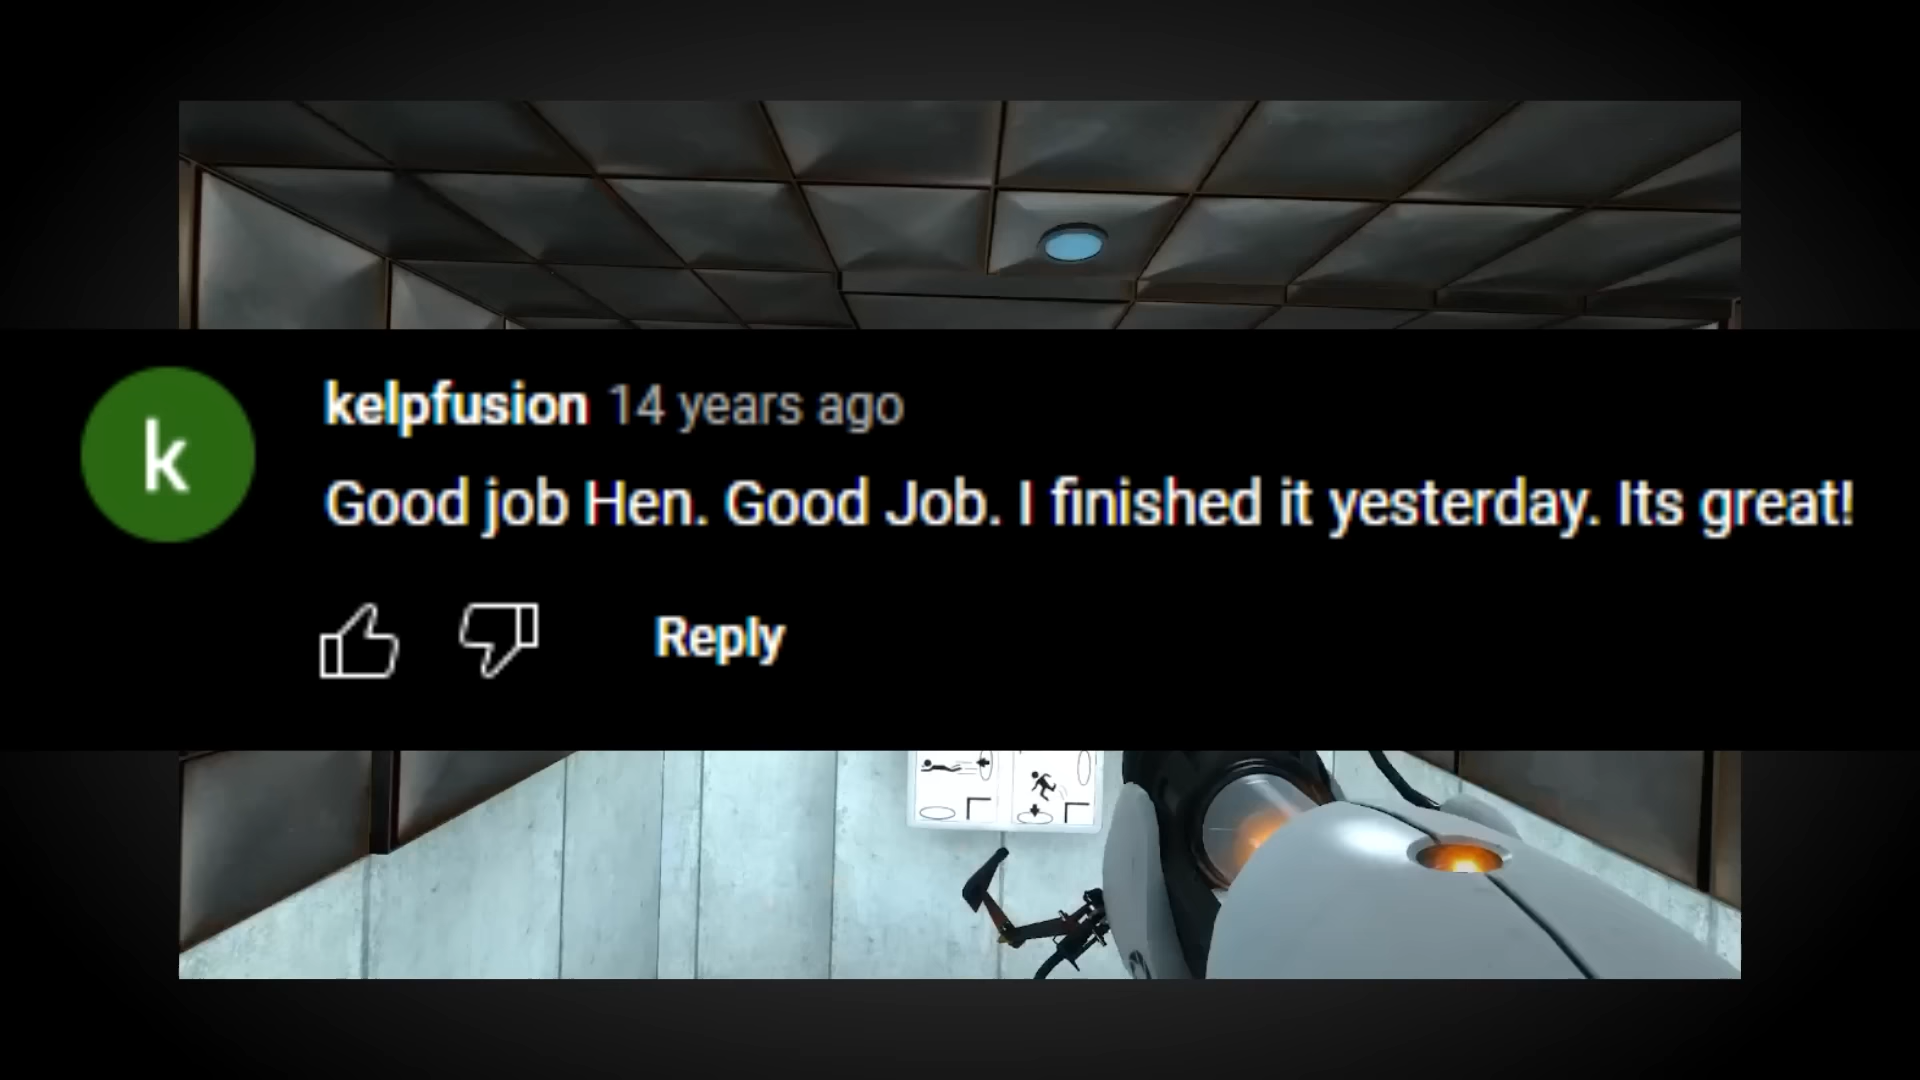 k
kelpfusion 14 years ago
Good job Hen. Good Job. I finished it yesterday. Its great!
Reply